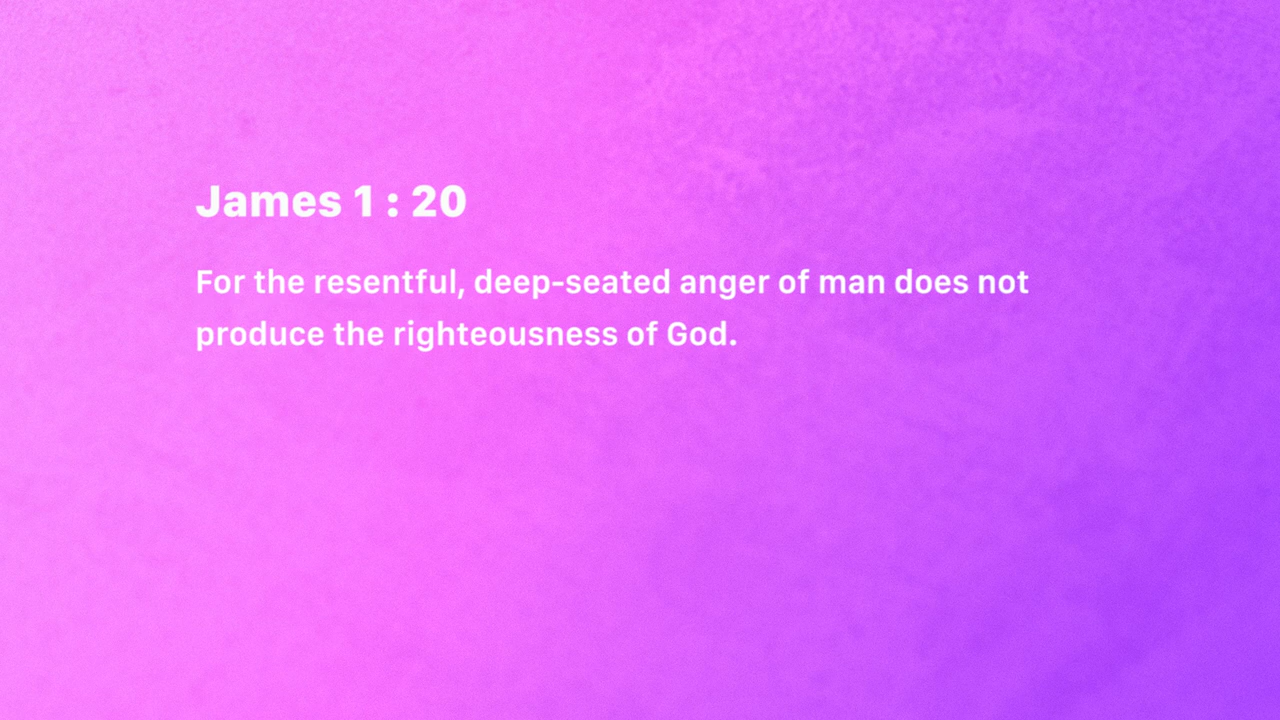 James 1 : 20
For the resentful, deep-seated anger of man does not
produce the righteousness of God.